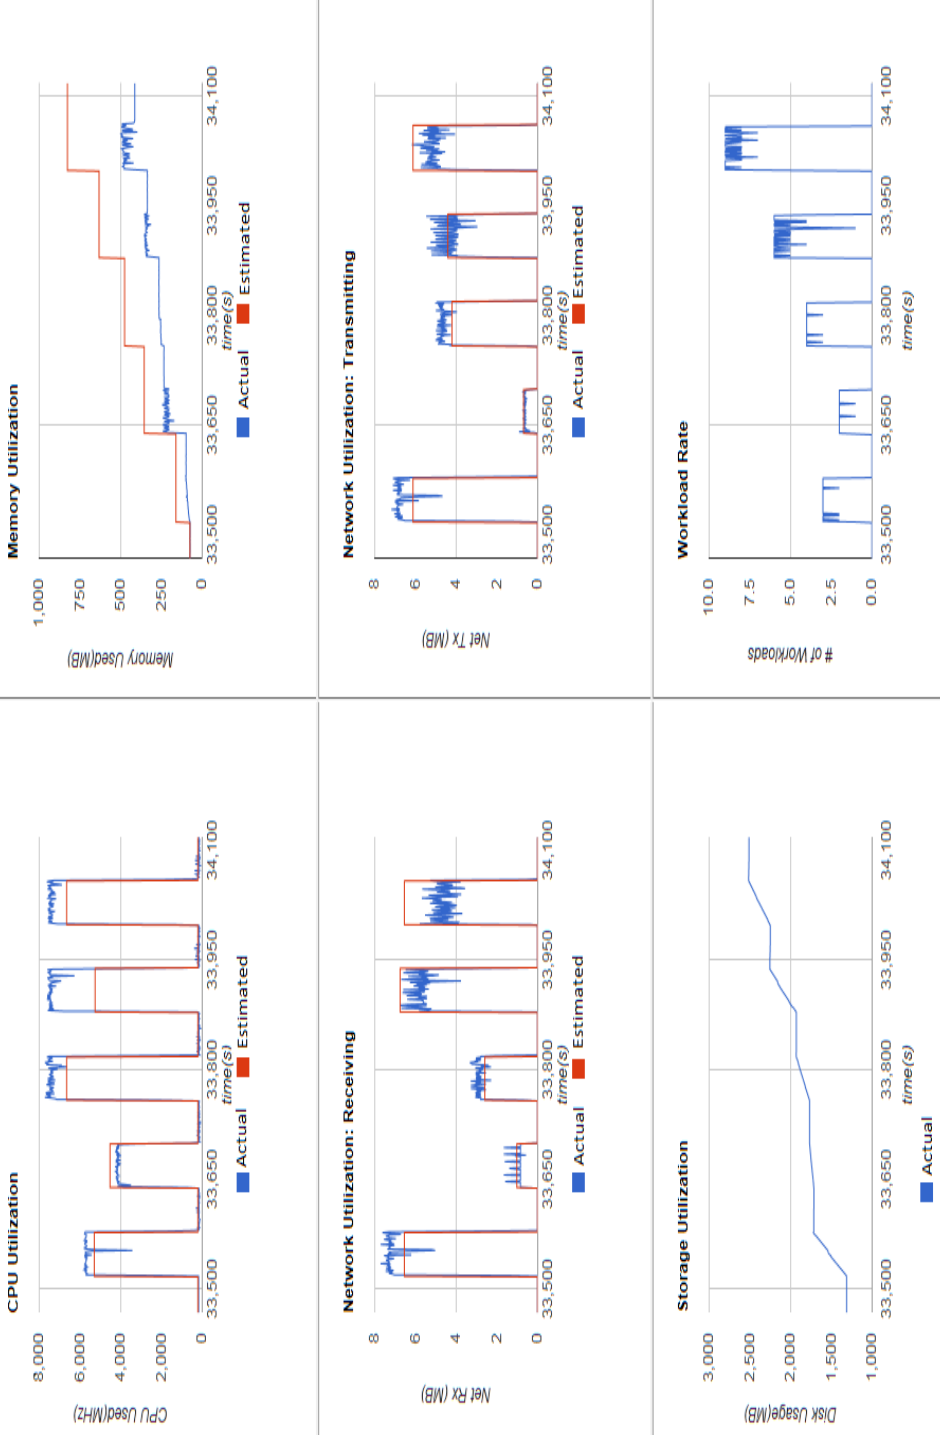 CPU Utilization
CPU Used(MHz)
8,000
6,000
4,000
2,000
0
33,500
33,650
33,800
33,950
34,100
time(s)
Actual
Estimated
Memory Utilization
Memory Used(MB)
1,000
750
500
250
0
33,500
33,650
33,800
33,950
34,100
time(s)
Actual
Estimated
Network Utilization: Receiving
Net Rx (MB)
8
6
4
2
0
33,500
33,650
33,800
33,950
34,100
time(s)
Actual
Estimated
Network Utilization: Transmitting
Net Tx (MB)
8
6
4
2
0
33,500
33,650
33,800
33,950
34,100
time(s)
Actual
Estimated
Storage Utilization
Disk Usage(MB)
3,000
2,500
2,000
1,500
1,000
33,500
33,650
33,800
33,950
34,100
time(s)
Actual
Workload Rate
# of Workloads
10.0
7.5
5.0
2.5
0.0
33,500
33,650
33,800
33,950
34,100
time(s)